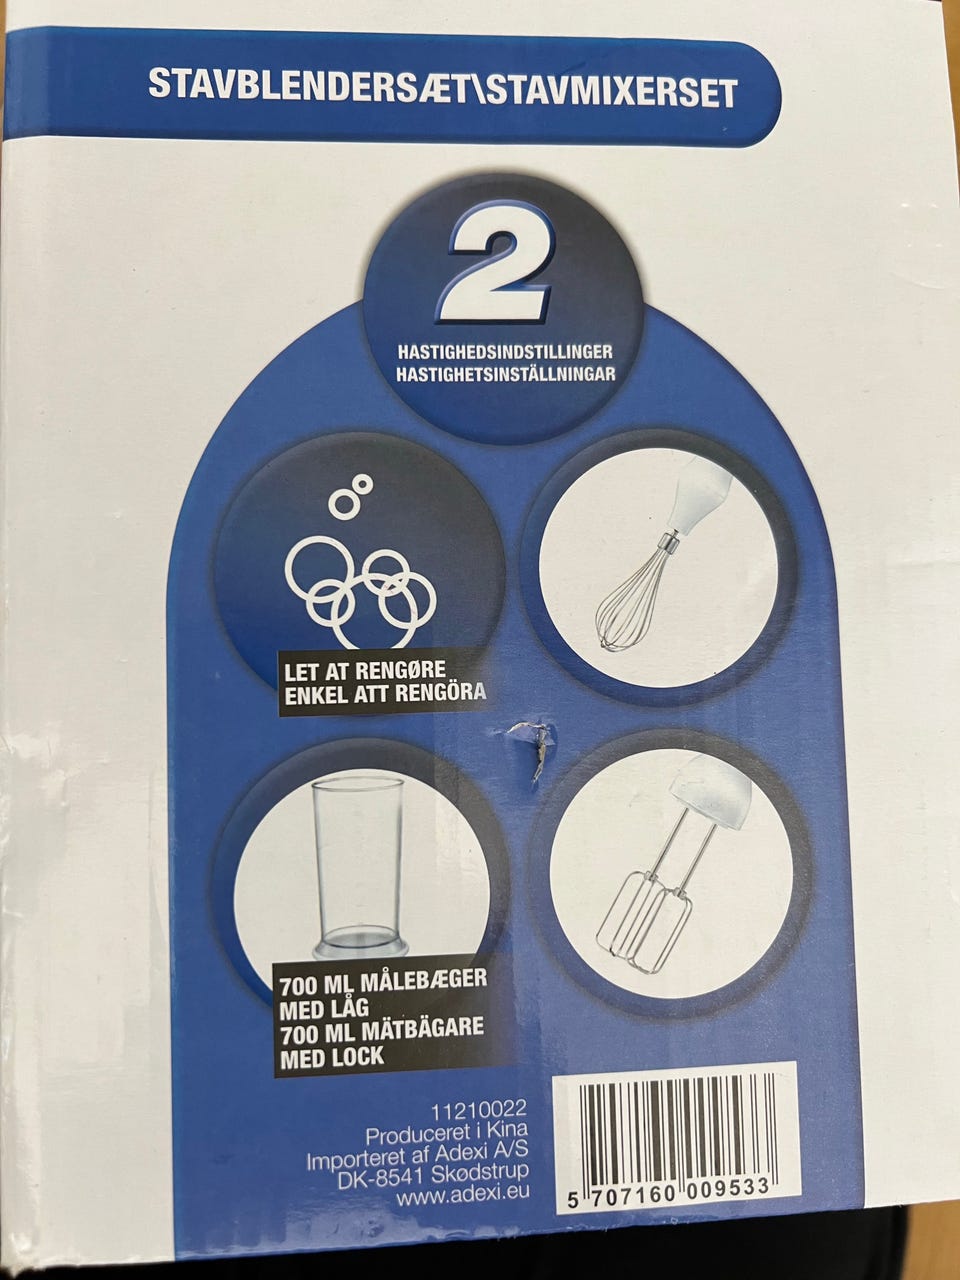 STAVBLENDERSÆT\STAVMIXERSET
2
HASTIGHEDSINDSTILLINGER
HASTIGHETSINSTÄLLNINGAR
LET AT RENGØRE
ENKEL ATT RENGÖRA
700 ML MÅLEBÆGER
MED LÅG
700 ML MÄTBÄGARE
MED LOCK
11210022
Produceret i Kina
Importeret af Adexi A/S
DK-8541 Skødstrup
www.adexi.eu
5 707160 009533